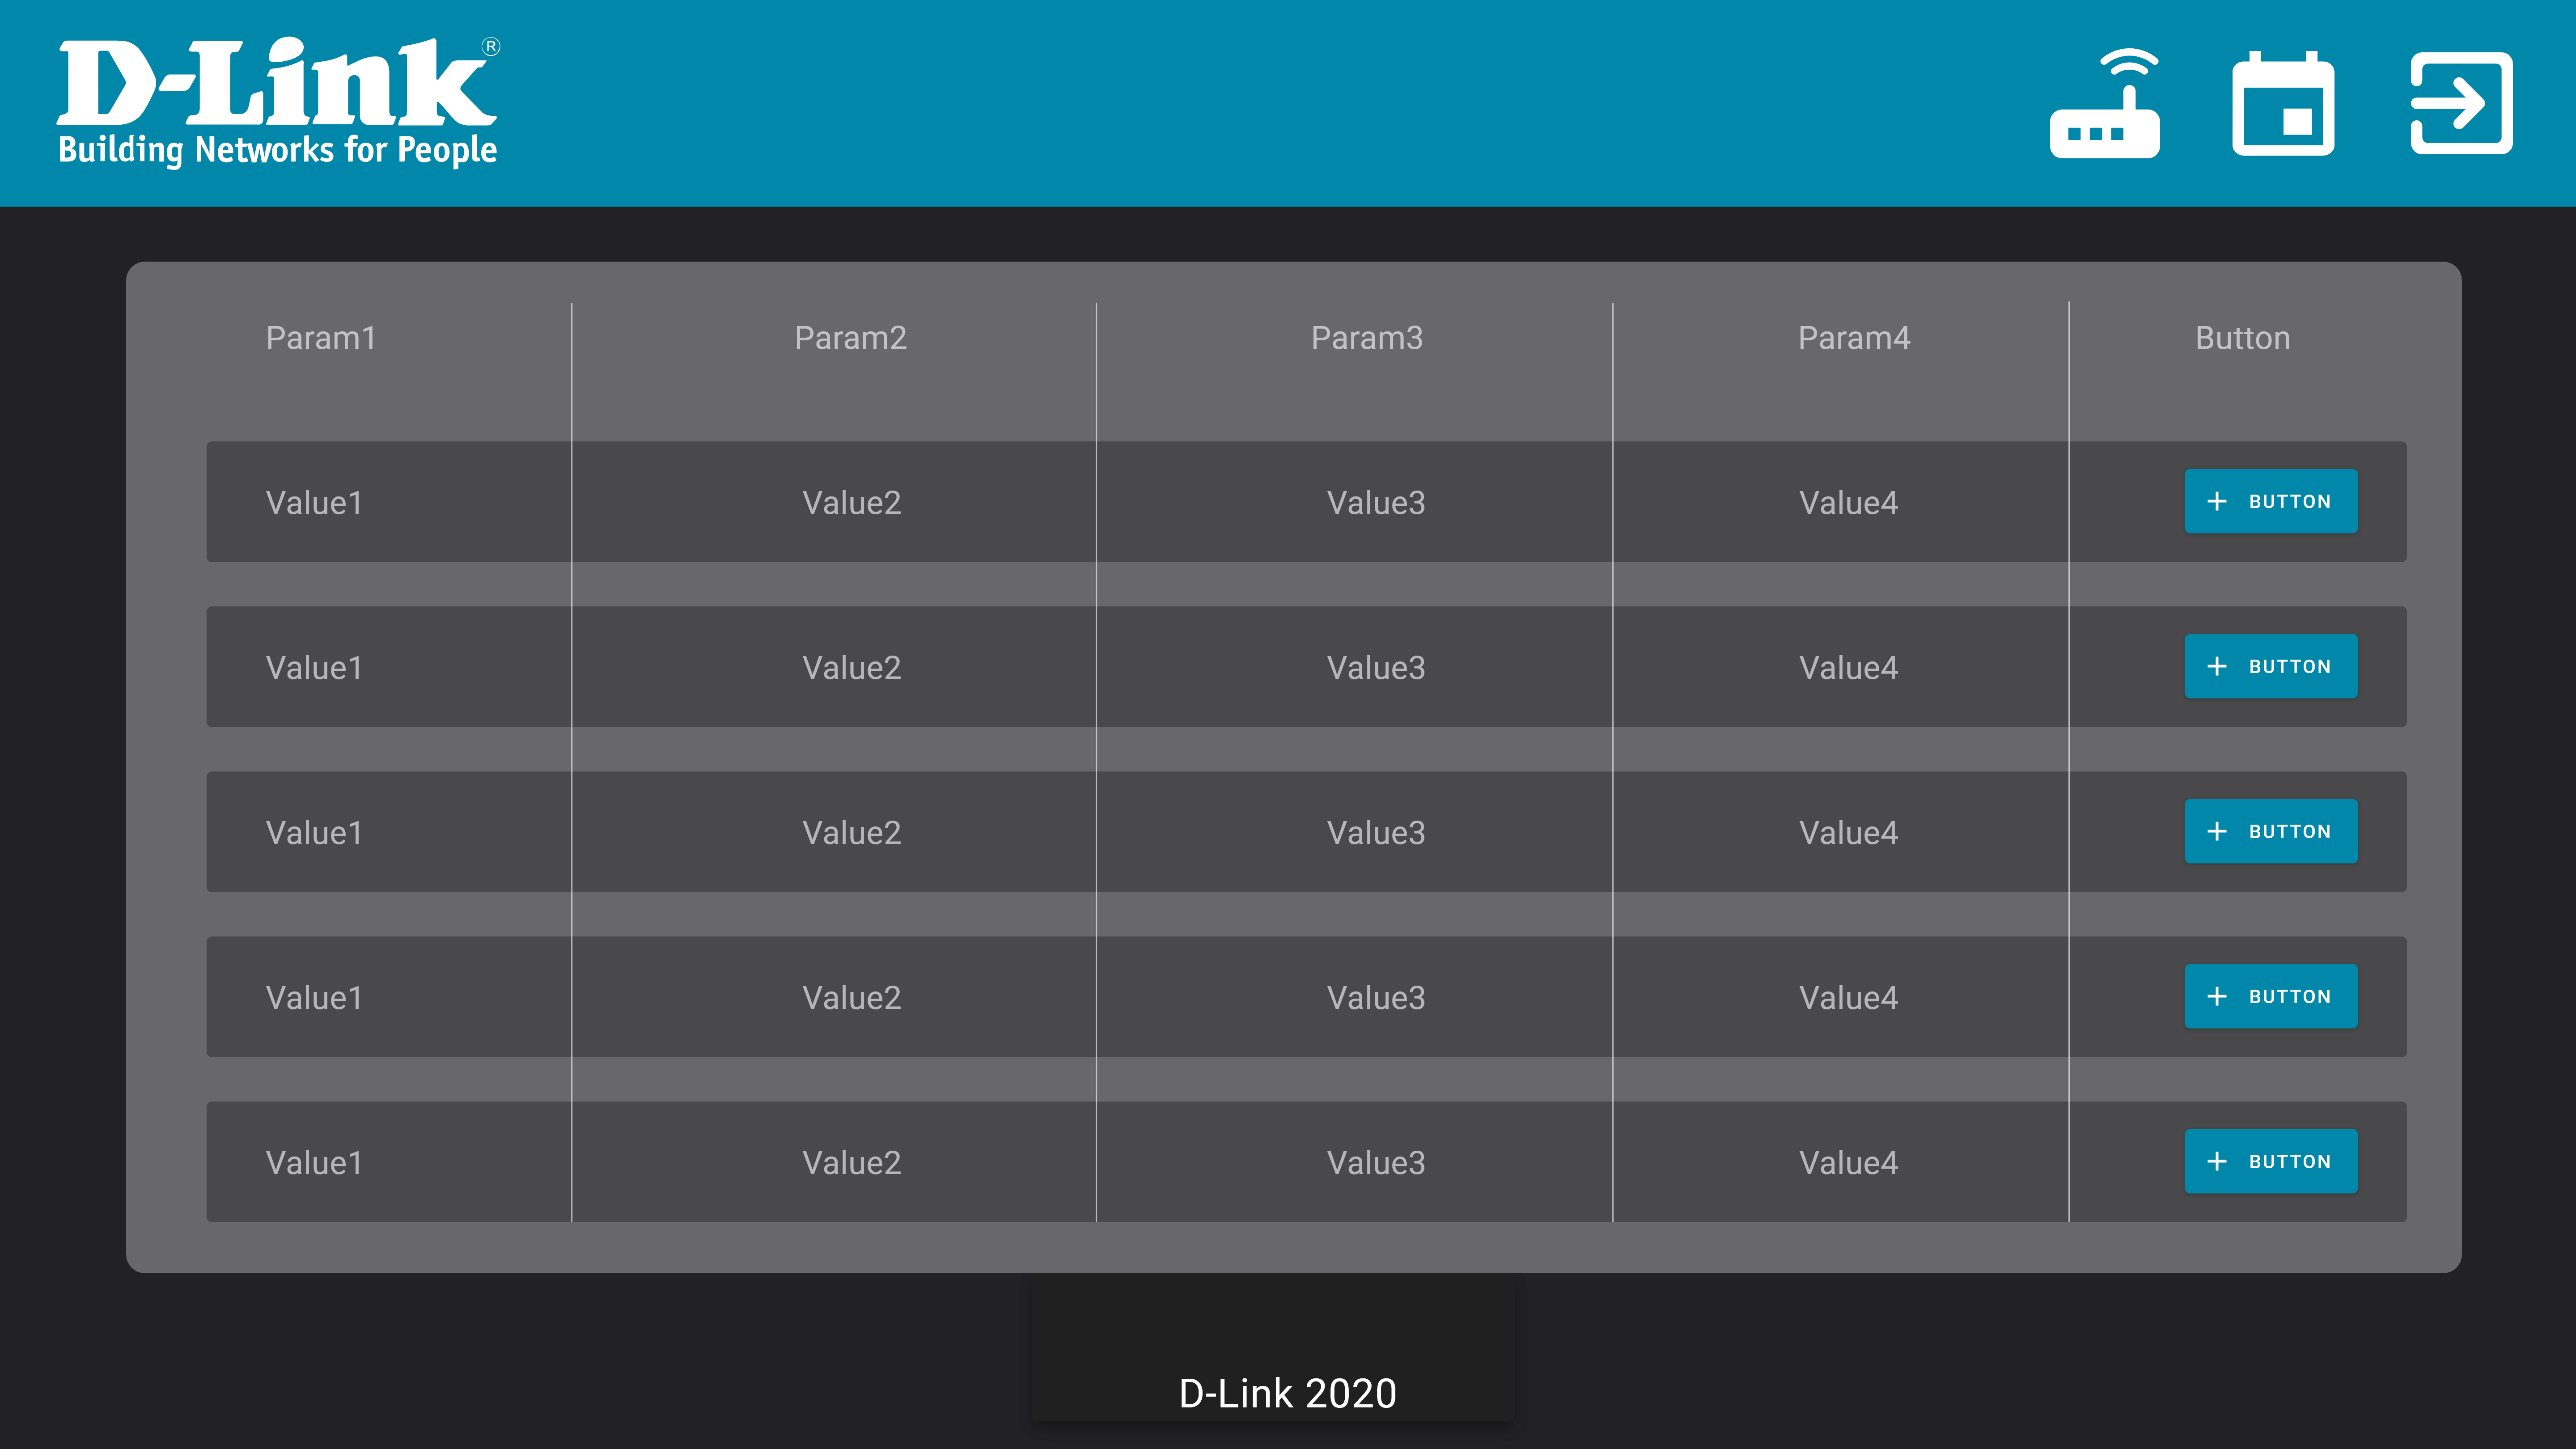 D-Link®
Building Networks for People
Param1 Param2 Param3 Param4 Button
Value1 Value2 Value3 Value4 + BUTTON
Value1 Value2 Value3 Value4 + BUTTON
Value1 Value2 Value3 Value4 + BUTTON
Value1 Value2 Value3 Value4 + BUTTON
Value1 Value2 Value3 Value4 + BUTTON
D-Link 2020